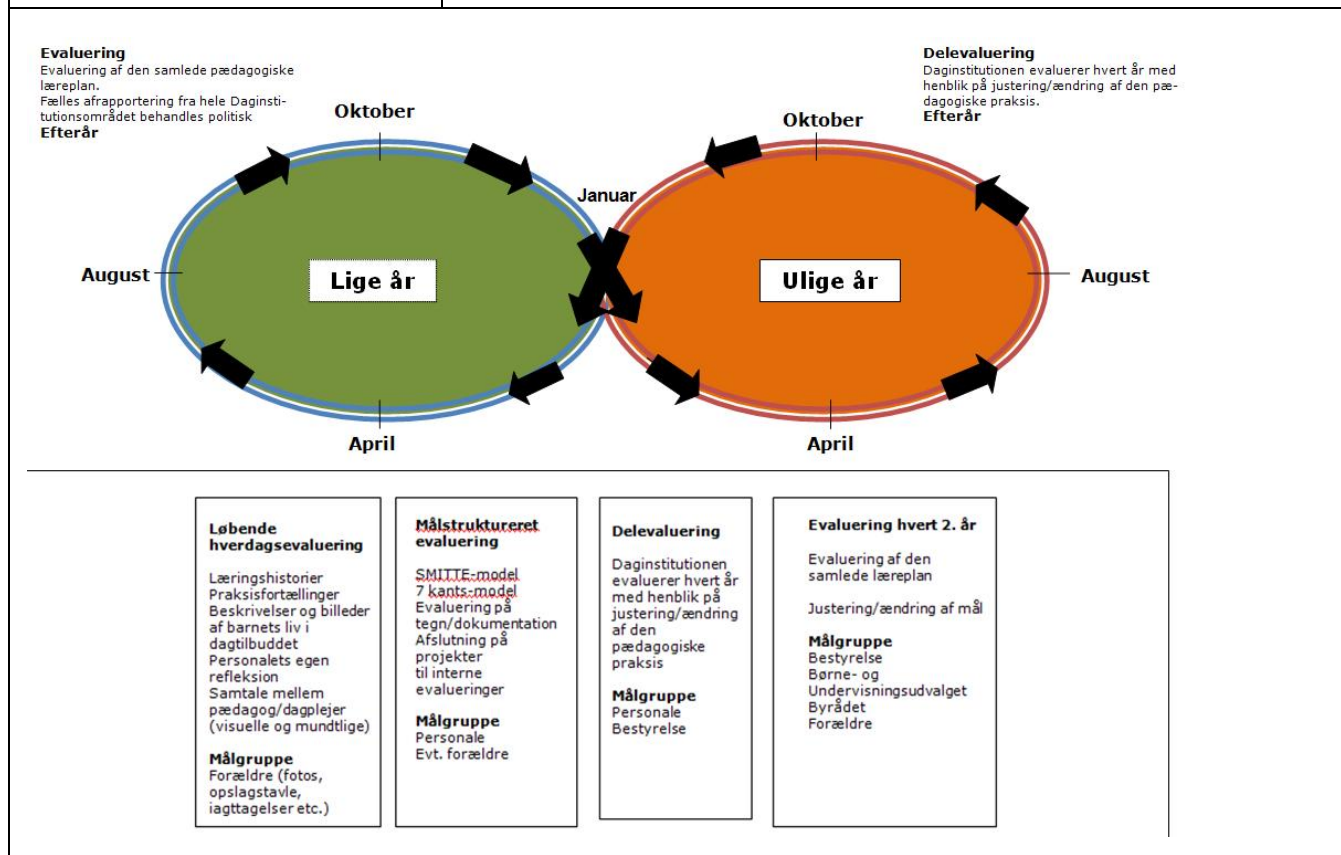 Evaluering
Evaluering af den samlede pædagogiske
læreplan.
Fælles afrapportering fra hele Daginsti-
tutionsområdet behandles politisk
Efterår
Delevaluering
Daginstitutionen evaluerer hvert år med
henblik på justering/ændring af den pæ-
dagogiske praksis.
Efterår
Oktober
Oktober
Januar
August
Lige år
Ulige år
August
April
April
Løbende
hverdagsevaluering
Læringshistorier
Praksisfortællinger
Beskrivelser og billeder
af barnets liv i
dagtilbuddet
Personalets egen
refleksion
Samtale mellem
pædagog/dagplejer
(visuelle og mundtlige)
Målgruppe
Forældre (fotos,
opslagstavle,
iagttagelser etc.)
Målstruktureret
evaluering
SMITTE-model
7 kants-model
Evaluering på
tegn/dokumentation
Afslutning på
projekter
til interne
evalueringer
Målgruppe
Personale
Evt. forældre
Delevaluering
Daginstitutionen
evaluerer hvert år
med henblik på
justering/ændring
af den
pædagogiske
praksis
Målgruppe
Personale
Bestyrelse
Evaluering hvert 2. år
Evaluering af den
samlede læreplan
Justering/ændring af mål
Målgruppe
Bestyrelse
Børne- og
Undervisningsudvalget
Byrådet
Forældre